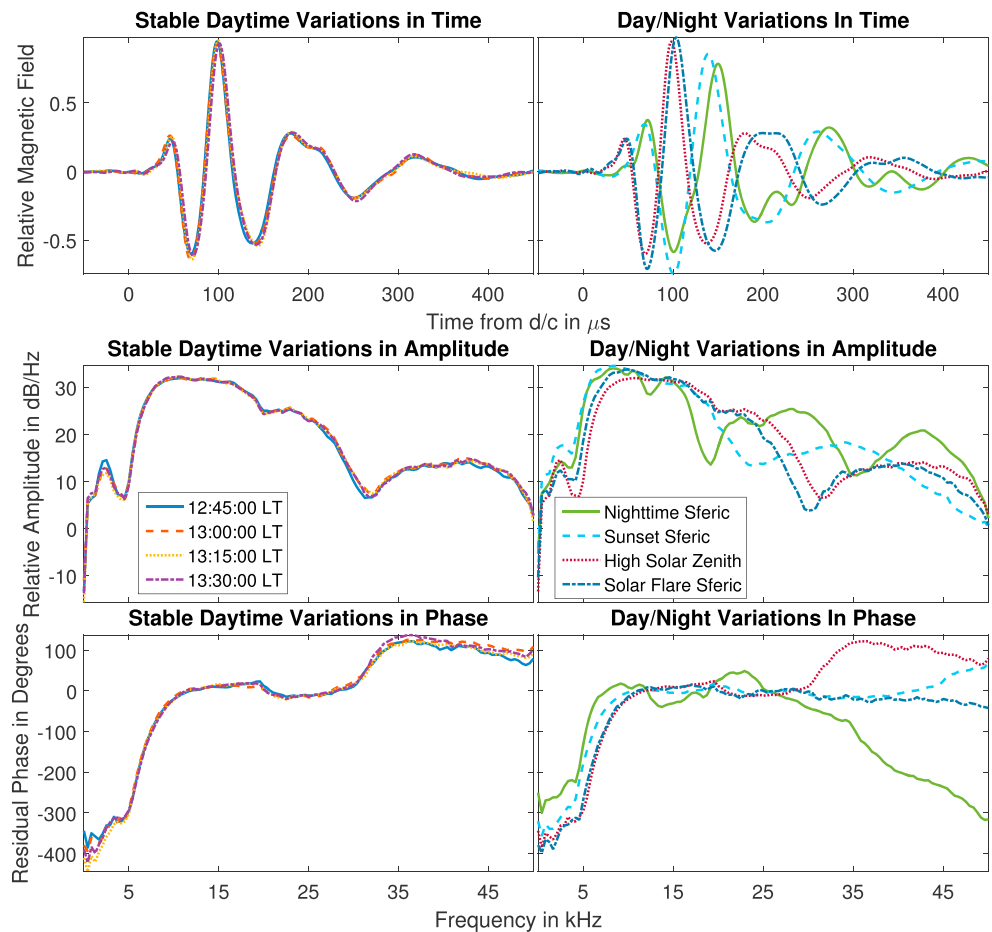 Stable Daytime Variations in Time
Day/Night Variations In Time
Relative Magnetic Field
0.5
0
-0.5
0 100 200 300 400
0 100 200 300 400
Time from d/c in μs
Stable Daytime Variations in Amplitude
Day/Night Variations in Amplitude
Relative Amplitude in dB/Hz
30
20
10
0
-10
12:45:00 LT
13:00:00 LT
13:15:00 LT
13:30:00 LT
Nighttime Sferic
Sunset Sferic
High Solar Zenith
Solar Flare Sferic
Stable Daytime Variations in Phase
Day/Night Variations In Phase
Residual Phase in Degrees
100
0
-100
-200
-300
-400
5 15 25 35 45
5 15 25 35 45
Frequency in kHz